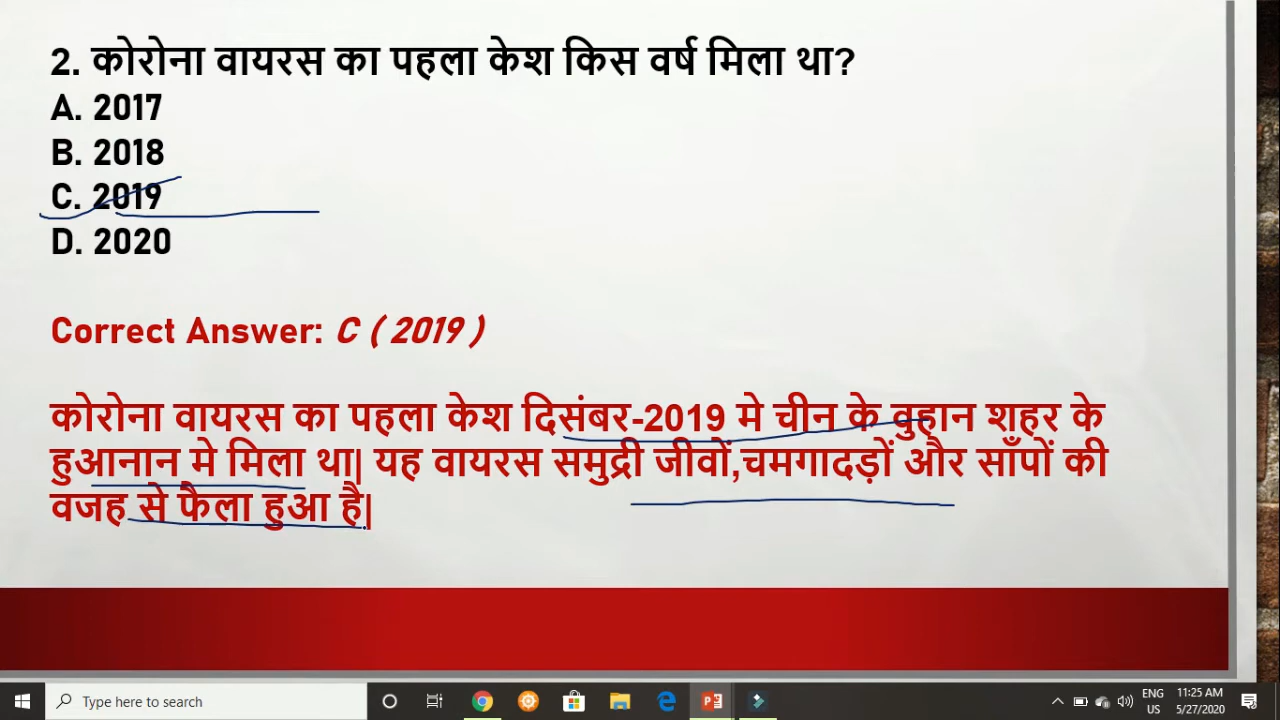 2. कोरोना वायरस का पहला केश किस वर्ष मिला था?
A. 2017
B. 2018
C. 2019
D. 2020
Correct Answer: C ( 2019 )
कोरोना वायरस का पहला केश दिसंबर-2019 मे चीन के वुहान शहर के
हुआनान मे मिला था| यह वायरस समुद्री जीवों,चमगादड़ों और साँपों की
वजह से फैला हुआ है|
Type here to search
ENG
US
11:25 AM
5/27/2020